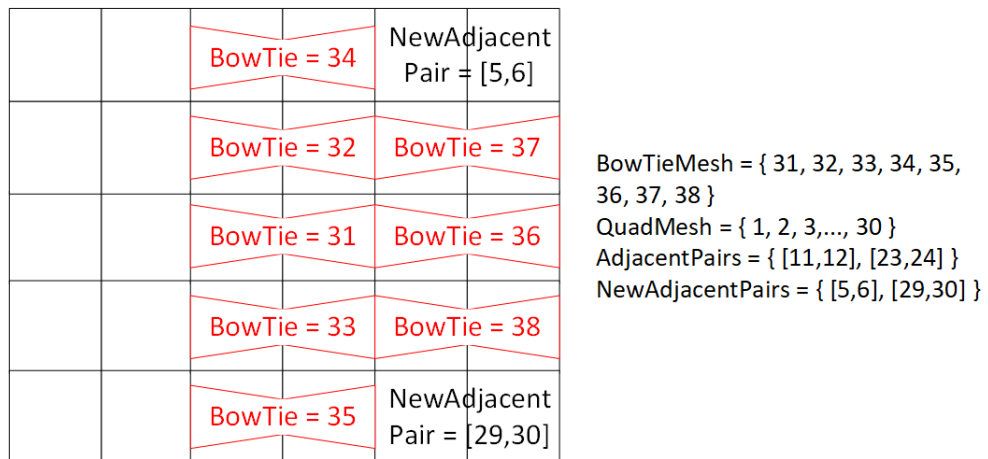 BowTie = 34
NewAdjacent
Pair = [5,6]
BowTie = 32
BowTie = 37
BowTie = 31
BowTie = 36
BowTie = 33
BowTie = 38
BowTie = 35
NewAdjacent
Pair = [29,30]
BowTieMesh = { 31, 32, 33, 34, 35,
36, 37, 38 }
QuadMesh = { 1, 2, 3,..., 30 }
AdjacentPairs = { [11,12], [23,24] }
NewAdjacentPairs = { [5,6], [29,30] }